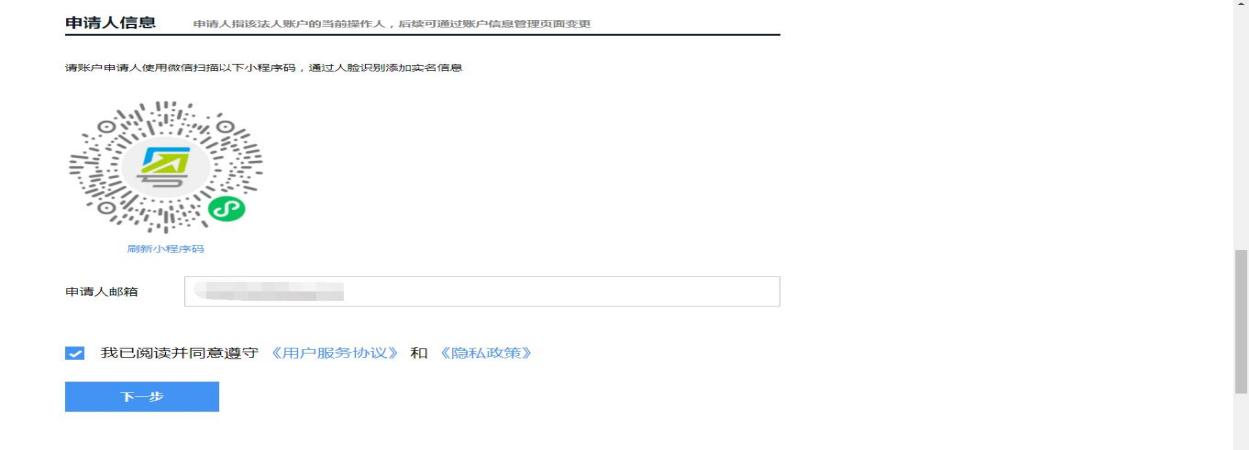 申请人信息 申请人指该法人账户的当前操作人，后续可通过账户信息管理页面变更
请账户申请人使用微信扫描以下小程序码，通过人脸识别添加实名信息
刷新小程序码
申请人邮箱
我已阅读并同意遵守 《用户服务协议》 和 《隐私政策》
下一步